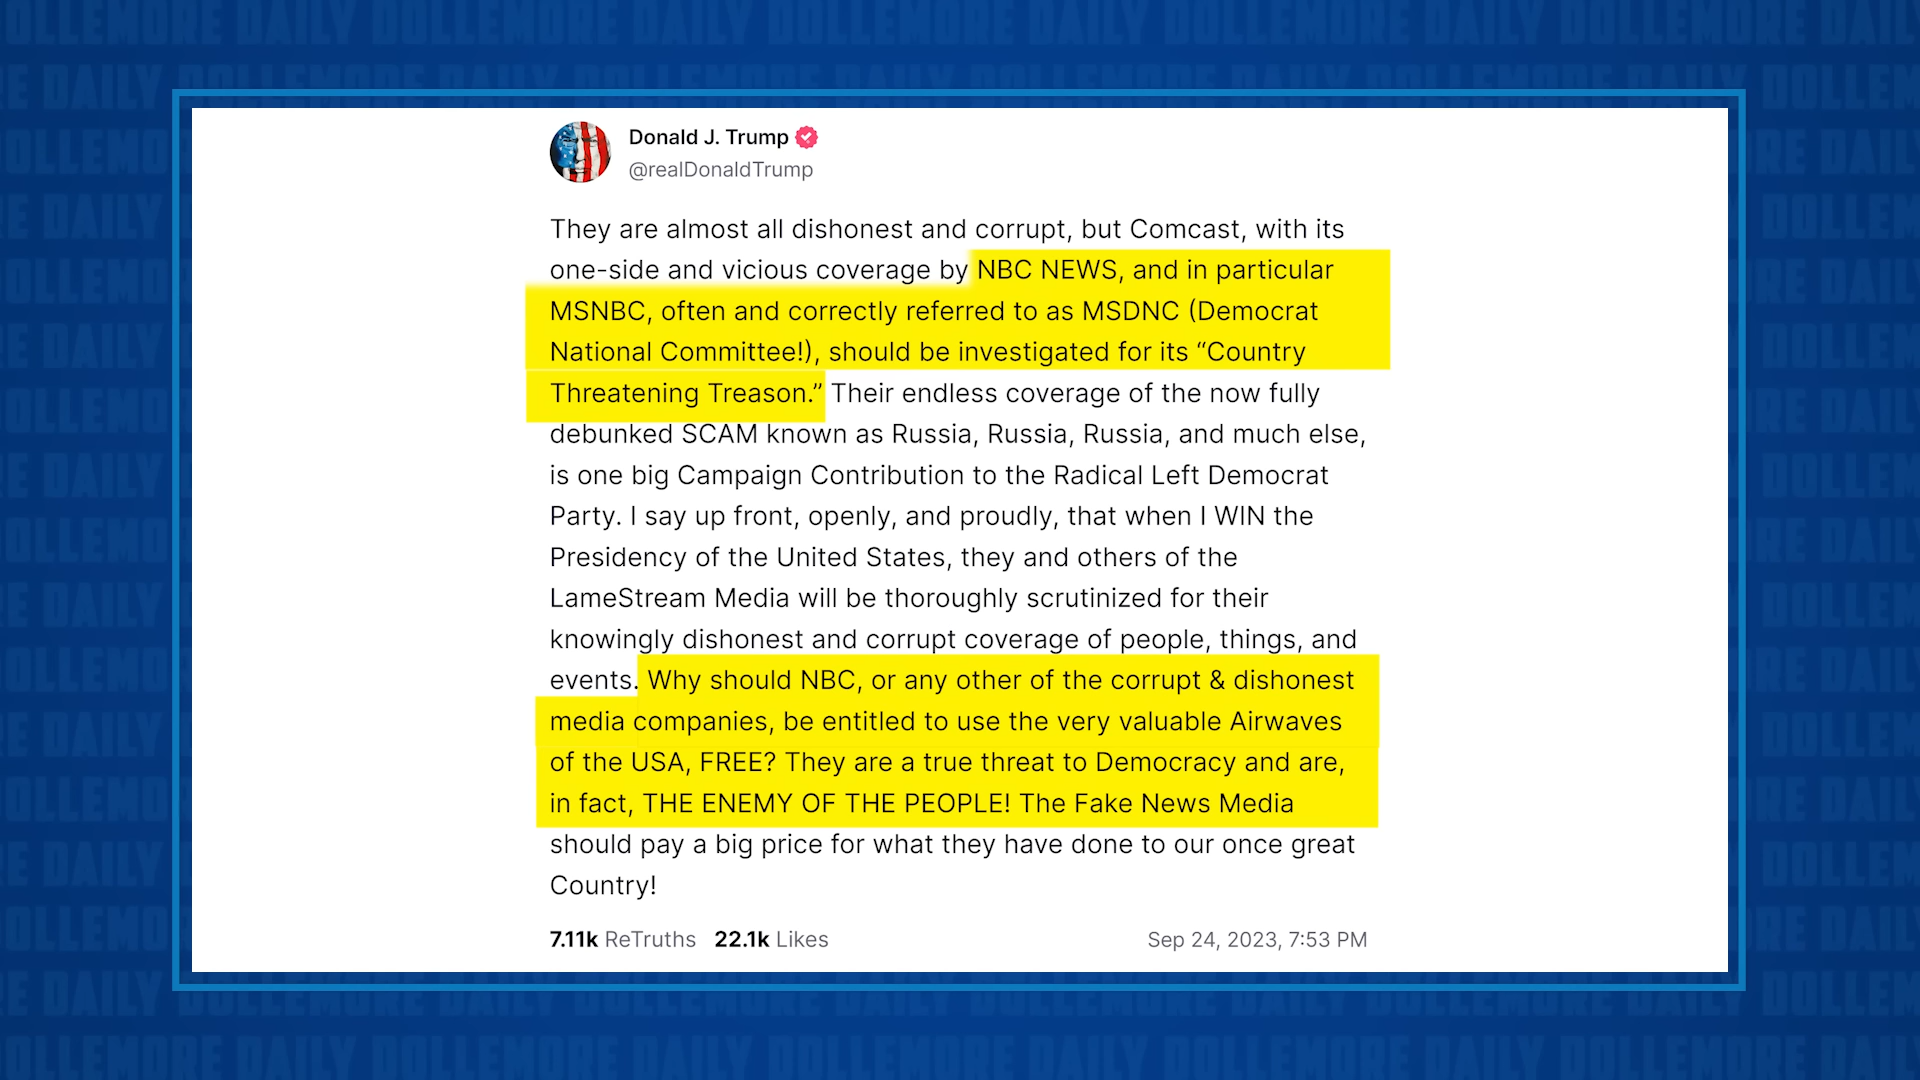 DOLLEMORE DAILY
Donald J. Trump
@realDonaldTrump
They are almost all dishonest and corrupt, but Comcast, with its
one-side and vicious coverage by NBC NEWS, and in particular
MSNBC, often and correctly referred to as MSDNC (Democrat
National Committee!), should be investigated for its “Country
Threatening Treason.” Their endless coverage of the now fully
debunked SCAM known as Russia, Russia, Russia, and much else,
is one big Campaign Contribution to the Radical Left Democrat
Party. I say up front, openly, and proudly, that when I WIN the
Presidency of the United States, they and others of the
LameStream Media will be thoroughly scrutinized for their
knowingly dishonest and corrupt coverage of people, things, and
events. Why should NBC, or any other of the corrupt & dishonest
media companies, be entitled to use the very valuable Airwaves
of the USA, FREE? They are a true threat to Democracy and are,
in fact, THE ENEMY OF THE PEOPLE! The Fake News Media
should pay a big price for what they have done to our once great
Country!
7.11k ReTruths 22.1k Likes Sep 24, 2023, 7:53 PM